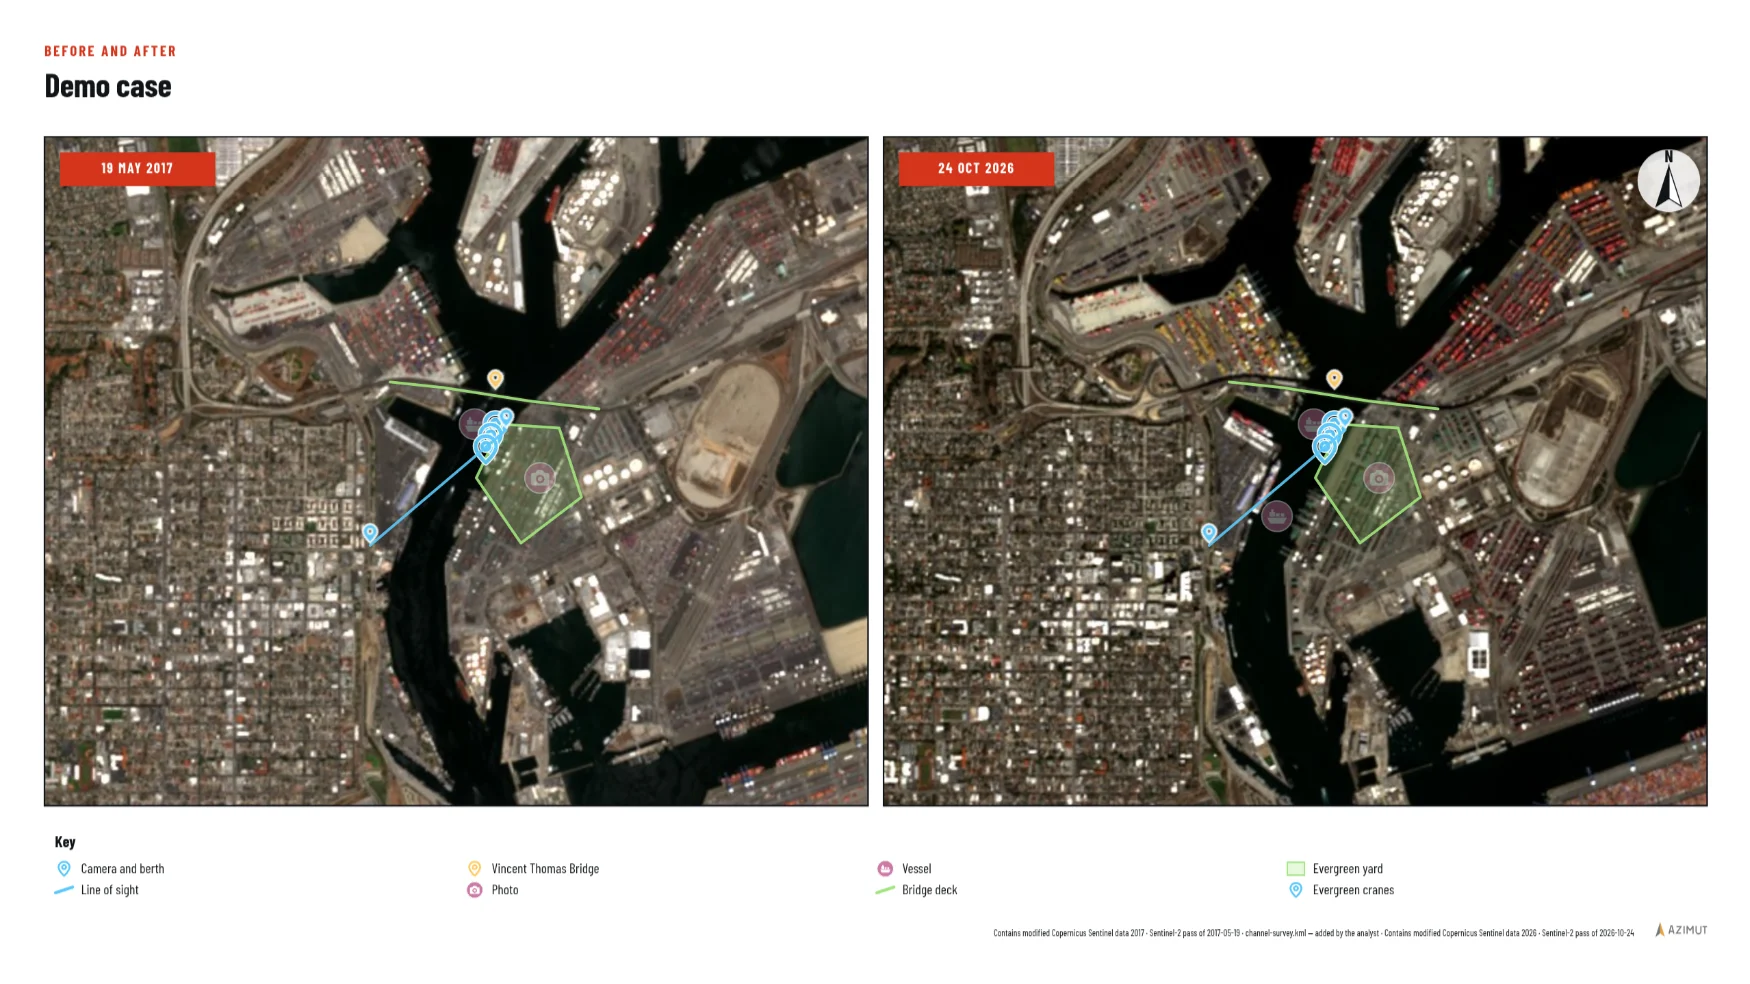 BEFORE AND AFTER
Demo case
19 MAY 2017
24 OCT 2026
N
Key
Camera and berth
Vincent Thomas Bridge
Vessel
Evergreen yard
Line of sight
Photo
Bridge deck
Evergreen cranes
Contains modified Copernicus Sentinel data 2017 · Sentinel-2 pass of 2017-05-19 · channel-survey.kml — added by the analyst · Contains modified Copernicus Sentinel data 2026 · Sentinel-2 pass of 2026-10-24
AZIMUT